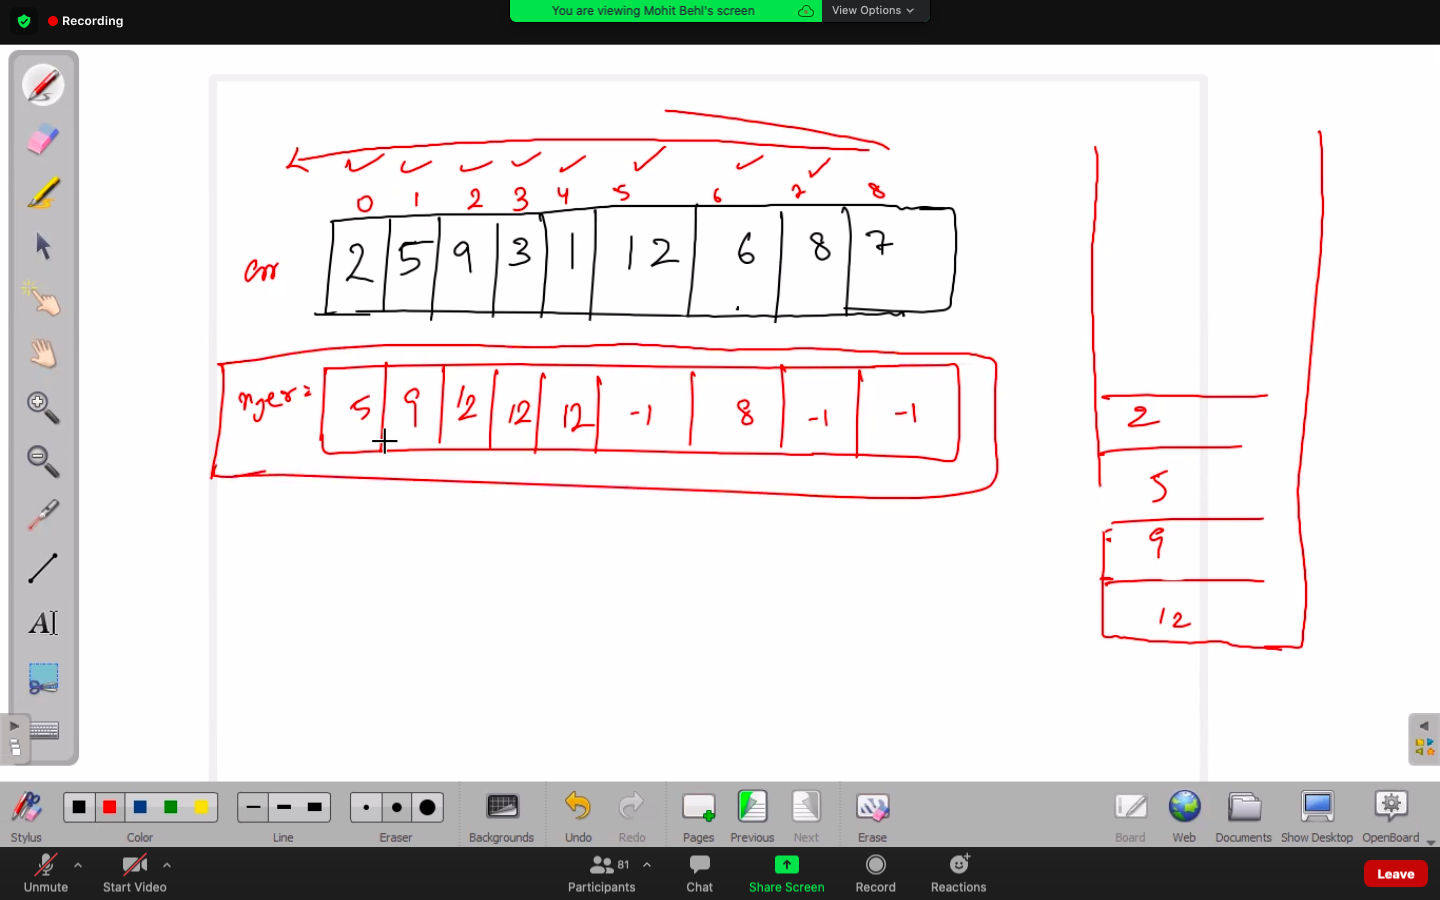 Recording
You are viewing Mohit Behl's screen
View Options
0 1 2 3 4 5 6 7 8
arr 2 5 9 3 1 12 6 8 7
nger = 5 9 12 12 12 -1 8 -1 -1
2
5
9
12
Stylus Color Line Eraser Backgrounds Undo Redo Pages Previous Next Erase Board Web Documents Show Desktop OpenBoard
Unmute Start Video Participants 81 Chat Share Screen Record Reactions Leave